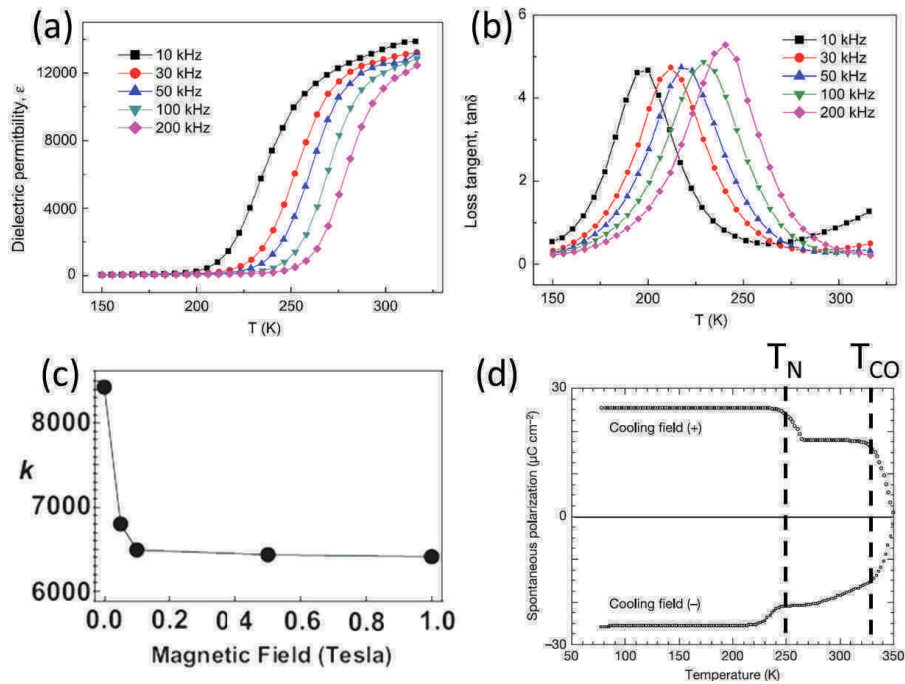 (a)
10 kHz
30 kHz
50 kHz
100 kHz
200 kHz
Dielectric permitbility, ε
12000
8000
4000
0
150 200 250 300
T (K)
(b)
10 kHz
30 kHz
50 kHz
100 kHz
200 kHz
Loss tangent, tanδ
6
4
2
0
150 200 250 300
T (K)
(c)
k
8000
7000
6000
0.0 0.2 0.4 0.6 0.8 1.0
Magnetic Field (Tesla)
(d)
TN TCO
Spontaneous polarization (µC cm−2)
30
0
−30
Cooling field (+)
Cooling field (−)
50 100 150 200 250 300 350
Temperature (K)